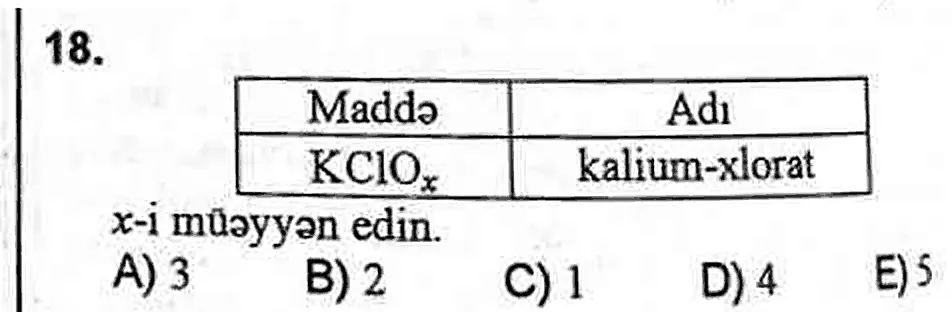 18.
Maddə Adı
KClOₓ kalium-xlorat
x-i müəyyən edin.
A) 3 B) 2 C) 1 D) 4 E) 5